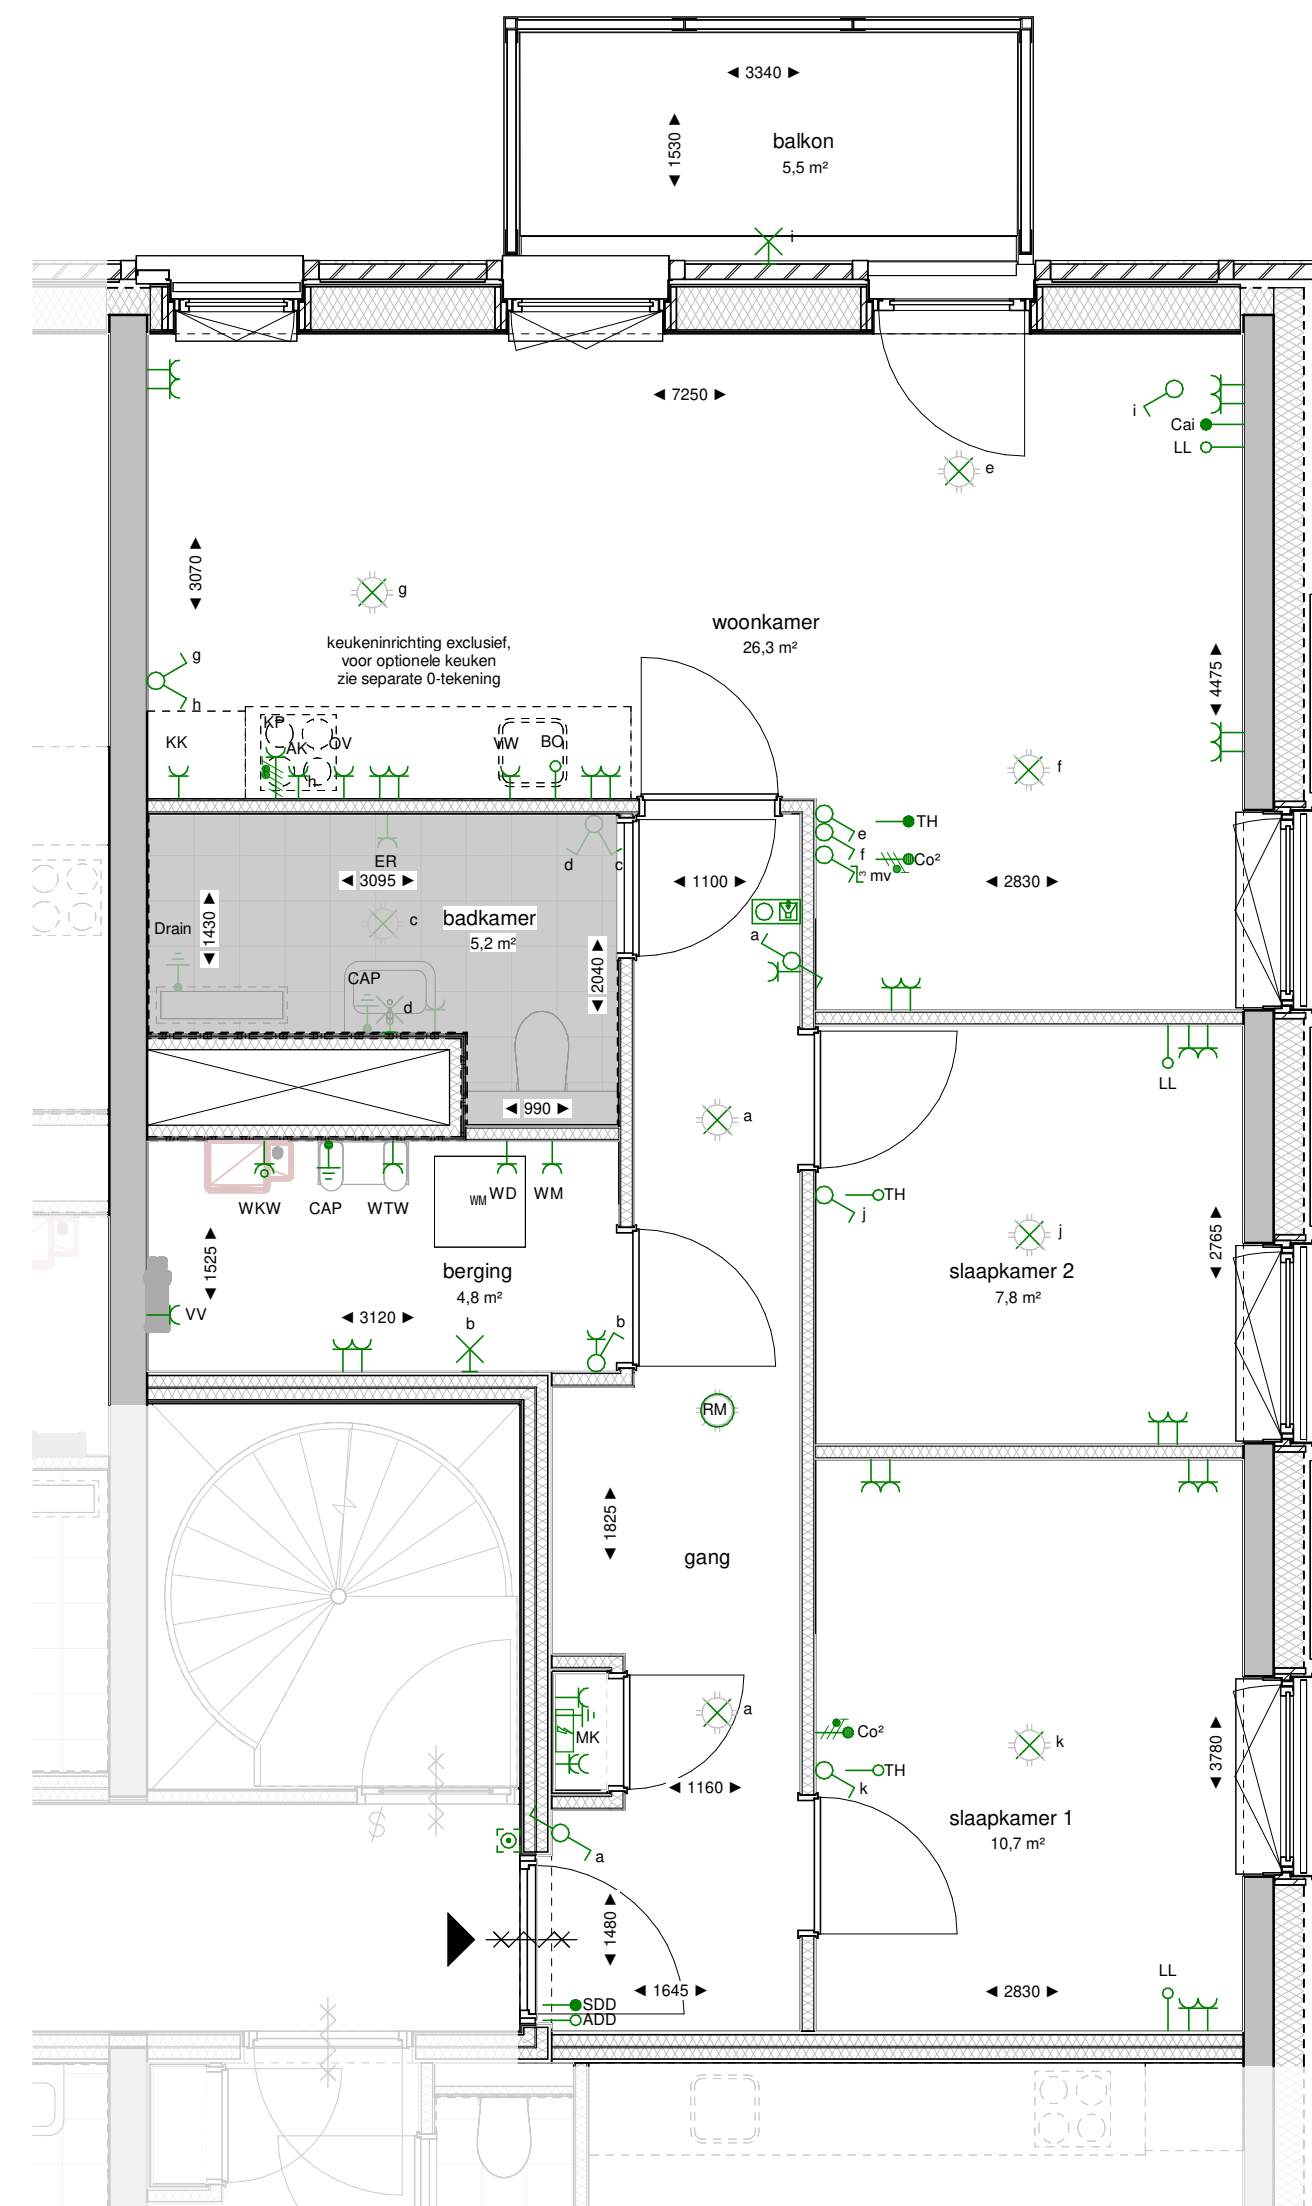 ◄ 3340 ►
◄ 1530 ►
balkon
5,5 m²
i
◄ 7250 ►
i
Cai
LL
e
◄ 3070 ►
g
keukeninrichting exclusief,
voor optionele keuken
zie separate 0-tekening
woonkamer
26,3 m²
g
h
◄ 4475 ►
KK
KP
AK
OV
h
VW
BO
f
e
f
3
mv
TH
Co²
◄ 2830 ►
d
c
ER
◄ 3095 ►
c
badkamer
5,2 m²
◄ 1430 ►
Drain
CAP
d
◄ 2040 ►
◄ 990 ►
◄ 1100 ►
a
a
LL
WKW
CAP
WTW
WM
WD
WM
TH
j
j
◄ 2765 ►
slaapkamer 2
7,8 m²
◄ 1525 ►
berging
4,8 m²
VV
◄ 3120 ►
b
b
RM
◄ 1825 ►
gang
MK
a
◄ 1160 ►
Co²
TH
k
k
◄ 3780 ►
slaapkamer 1
10,7 m²
a
◄ 1480 ►
◄ 1645 ►
SDD
ADD
◄ 2830 ►
LL